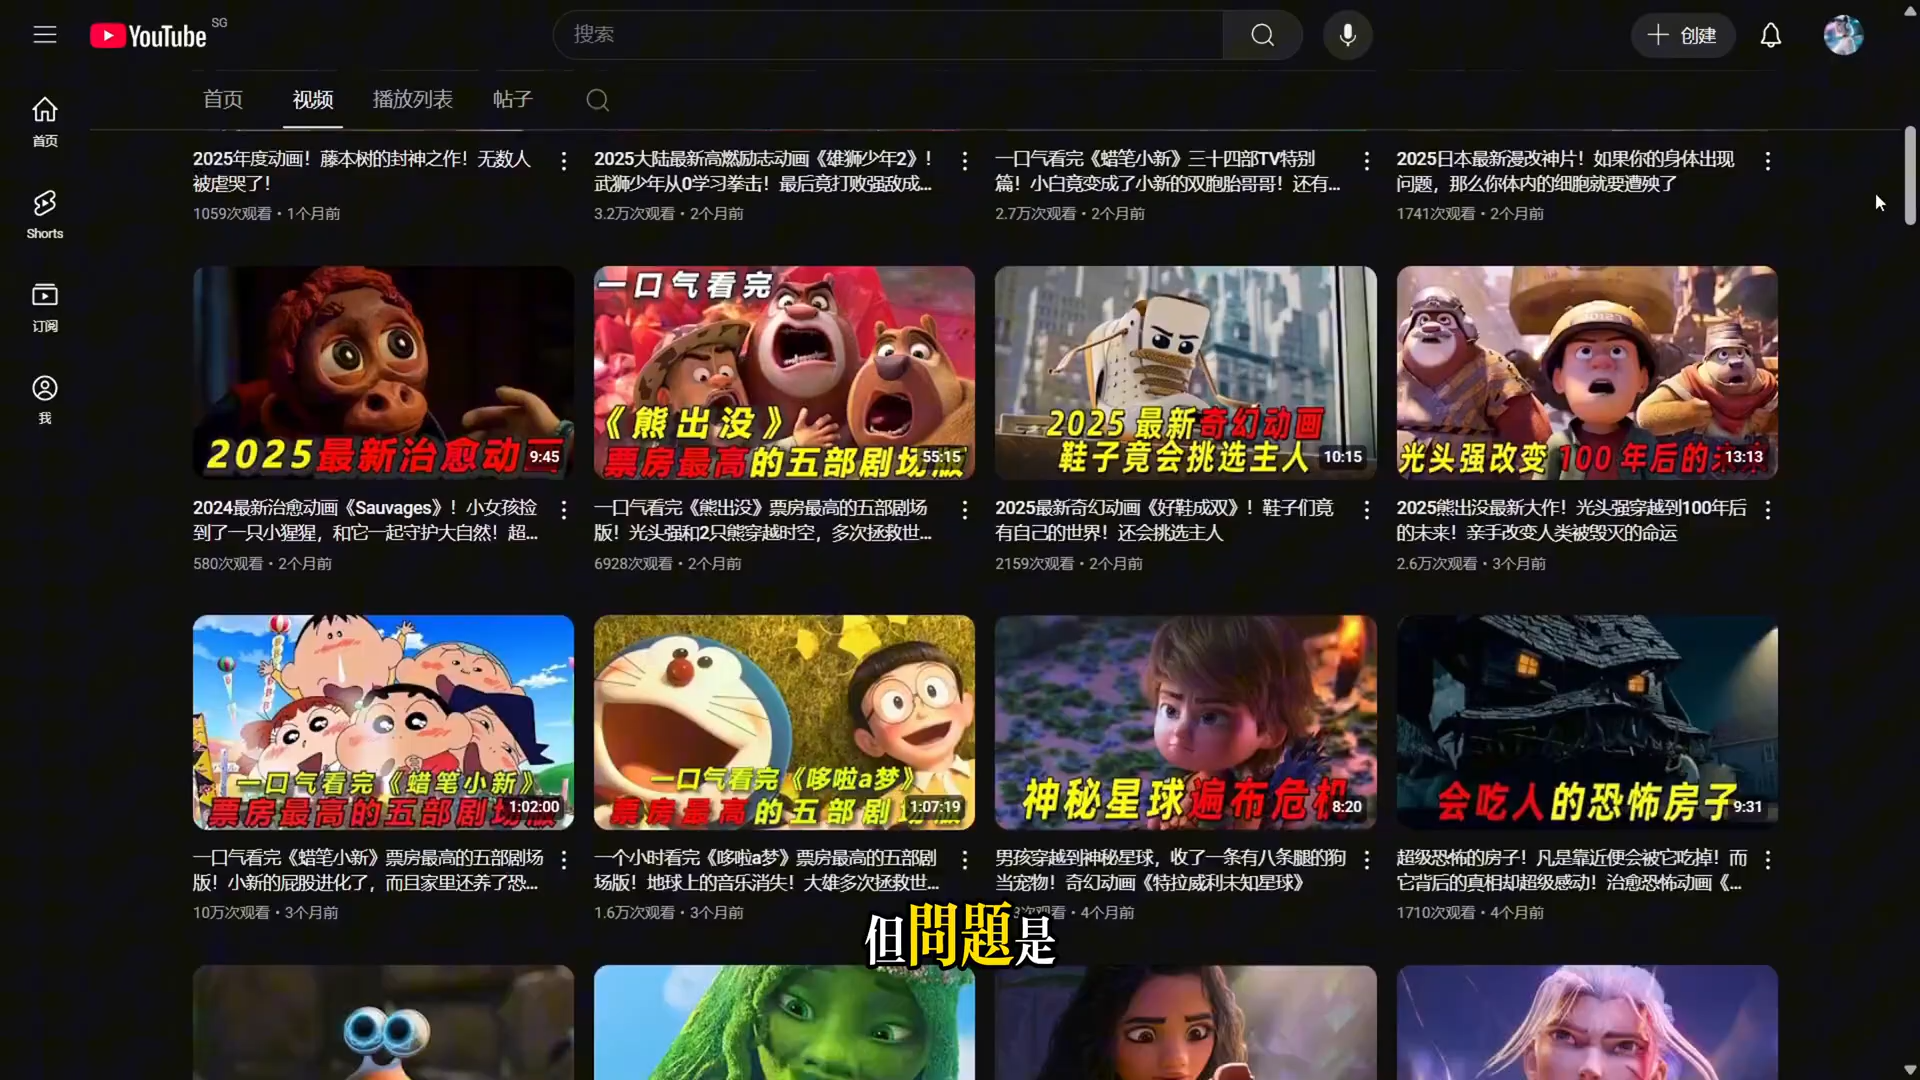 YouTube SG
搜索
创建
首页
视频
播放列表
帖子
首页
Shorts
订阅
我
2025年度动画！藤本树的封神之作！无数人
被虐哭了！
1059次观看・1个月前
2025大陆最新高燃励志动画《雄狮少年2》！
武狮少年从0学习拳击！最后竟打败强敌成...
3.2万次观看・2个月前
一口气看完《蜡笔小新》三十四部TV特别
篇！小白竟变成了小新的双胞胎哥哥！还有...
2.7万次观看・2个月前
2025日本最新漫改神片！如果你的身体出现
问题，那么你体内的细胞就要遭殃了
1741次观看・2个月前
2025最新治愈动画
9:45
2024最新治愈动画《Sauvages》！小女孩捡
到了一只小猩猩，和它一起守护大自然！超...
580次观看・2个月前
一口气看完
《熊出没》
票房最高的五部剧场版
55:15
一口气看完《熊出没》票房最高的五部剧场
版！光头强和2只熊穿越时空，多次拯救世...
6928次观看・2个月前
2025最新奇幻动画
鞋子竟会挑选主人
10:15
2025最新奇幻动画《好鞋成双》！鞋子们竟
有自己的世界！还会挑选主人
2159次观看・2个月前
光头强改变100年后的未来
13:13
2025熊出没最新大作！光头强穿越到100年后
的未来！亲手改变人类被毁灭的命运
2.6万次观看・3个月前
一口气看完《蜡笔小新》
票房最高的五部剧场版
1:02:00
一口气看完《蜡笔小新》票房最高的五部剧场
版！小新的屁股进化了，而且家里还养了恐...
10万次观看・3个月前
一口气看完《哆啦a梦》
票房最高的五部剧场版
1:07:19
一个小时看完《哆啦a梦》票房最高的五部剧
场版！地球上的音乐消失！大雄多次拯救世...
1.6万次观看・3个月前
神秘星球遍布危机
8:20
男孩穿越到神秘星球，收了一条有八条腿的狗
当宠物！奇幻动画《特拉威利未知星球》
次观看・4个月前
会吃人的恐怖房子
9:31
超级恐怖的房子！凡是靠近便会被它吃掉！而
它背后的真相却超级感动！治愈恐怖动画《...
1710次观看・4个月前
但問題是